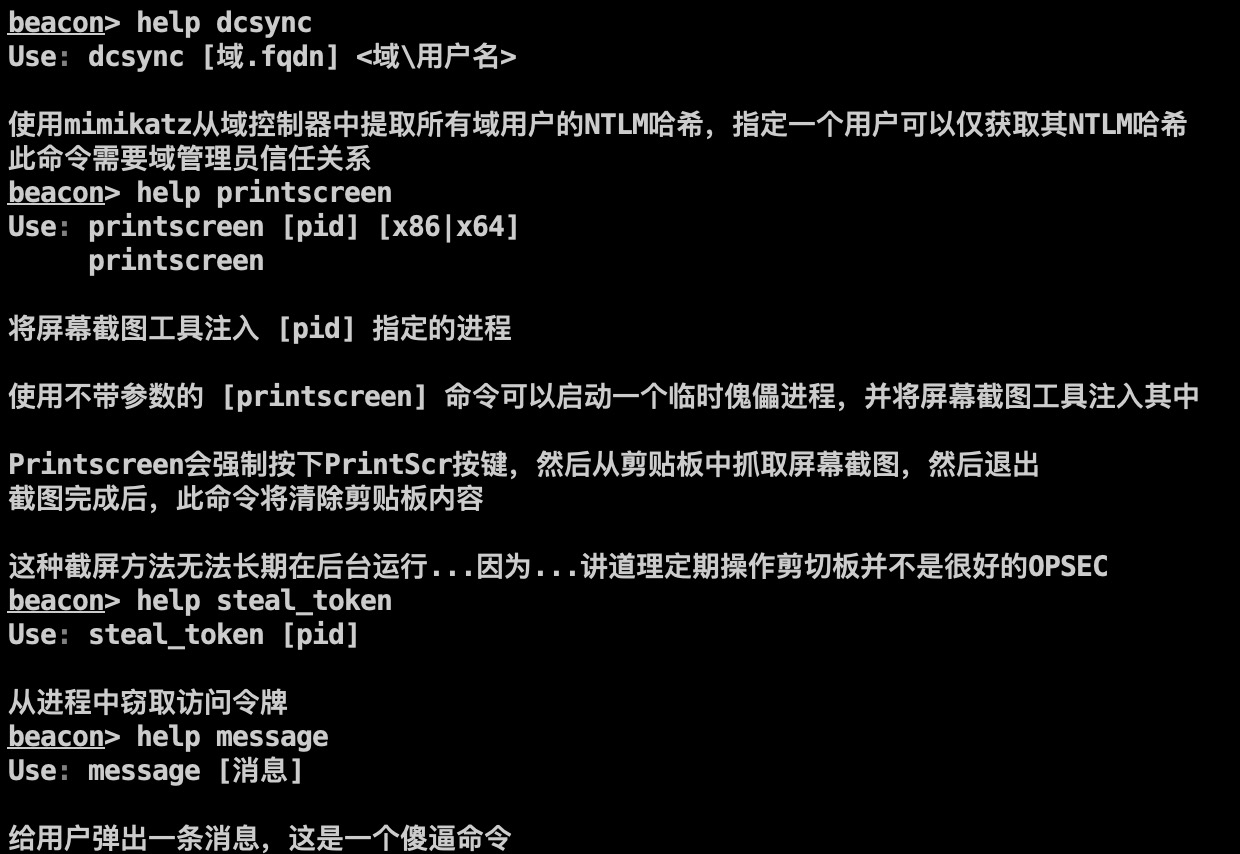 beacon> help dcsync
Use: dcsync [域.fqdn] <域\用户名>
使用mimikatz从域控制器中提取所有域用户的NTLM哈希，指定一个用户可以仅获取其NTLM哈希
此命令需要域管理员信任关系
beacon> help printscreen
Use: printscreen [pid] [x86|x64]
printscreen
将屏幕截图工具注入 [pid] 指定的进程
使用不带参数的 [printscreen] 命令可以启动一个临时傀儡进程，并将屏幕截图工具注入其中
Printscreen会强制按下PrintScr按键，然后从剪贴板中抓取屏幕截图，然后退出
截图完成后，此命令将清除剪贴板内容
这种截屏方法无法长期在后台运行...因为...讲道理定期操作剪切板并不是很好的OPSEC
beacon> help steal_token
Use: steal_token [pid]
从进程中窃取访问令牌
beacon> help message
Use: message [消息]
给用户弹出一条消息，这是一个傻逼命令